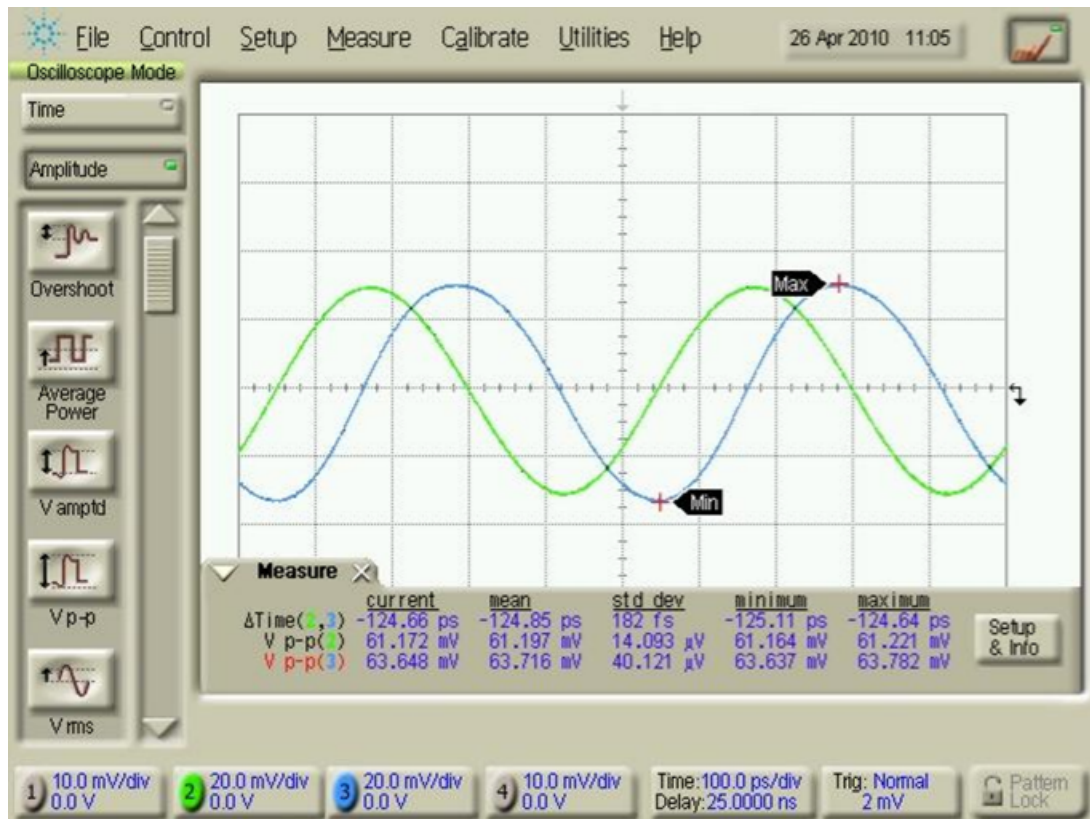 File Control Setup Measure Calibrate Utilities Help 26 Apr 2010 11:05
Oscilloscope Mode
Time
Amplitude
Overshoot
Average
Power
V amptd
V p-p
V rms
Max
Min
Measure
current mean std dev minimum maximum
ΔTime(2,3) -124.66 ps -124.85 ps 182 fs -125.11 ps -124.64 ps
V p-p(2) 61.172 mV 61.197 mV 14.093 µV 61.164 mV 61.221 mV
V p-p(3) 63.648 mV 63.716 mV 40.121 µV 63.637 mV 63.782 mV
Setup
& Info
1 10.0 mV/div
0.0 V
2 20.0 mV/div
0.0 V
3 20.0 mV/div
0.0 V
4 10.0 mV/div
0.0 V
Time:100.0 ps/div
Delay:25.0000 ns
Trig: Normal
2 mV
Pattern
Lock